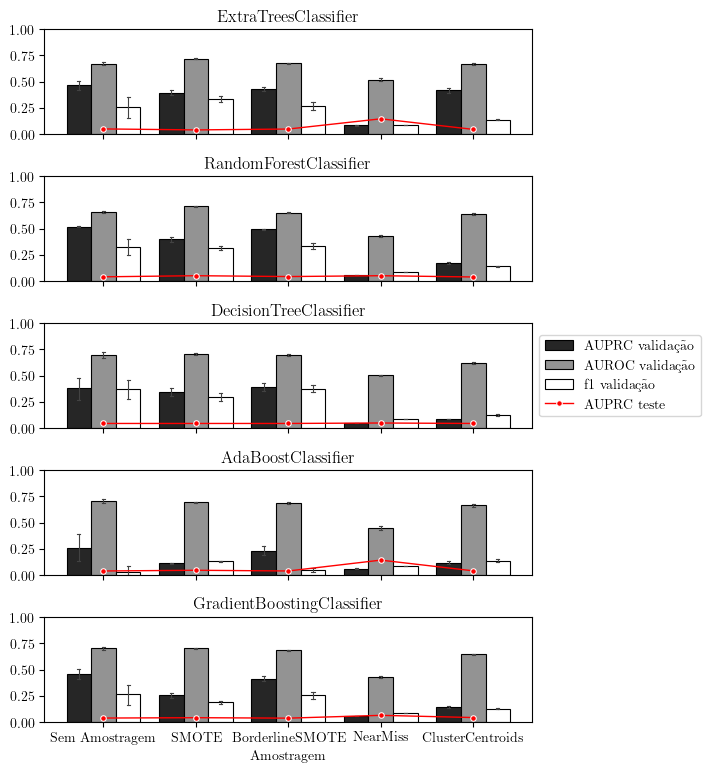 ExtraTreesClassifier
1.00
0.75
0.50
0.25
0.00
RandomForestClassifier
1.00
0.75
0.50
0.25
0.00
DecisionTreeClassifier
1.00
0.75
0.50
0.25
0.00
AUPRC validação
AUROC validação
f1 validação
AUPRC teste
AdaBoostClassifier
1.00
0.75
0.50
0.25
0.00
GradientBoostingClassifier
1.00
0.75
0.50
0.25
0.00
Sem Amostragem SMOTE BorderlineSMOTE NearMiss ClusterCentroids
Amostragem